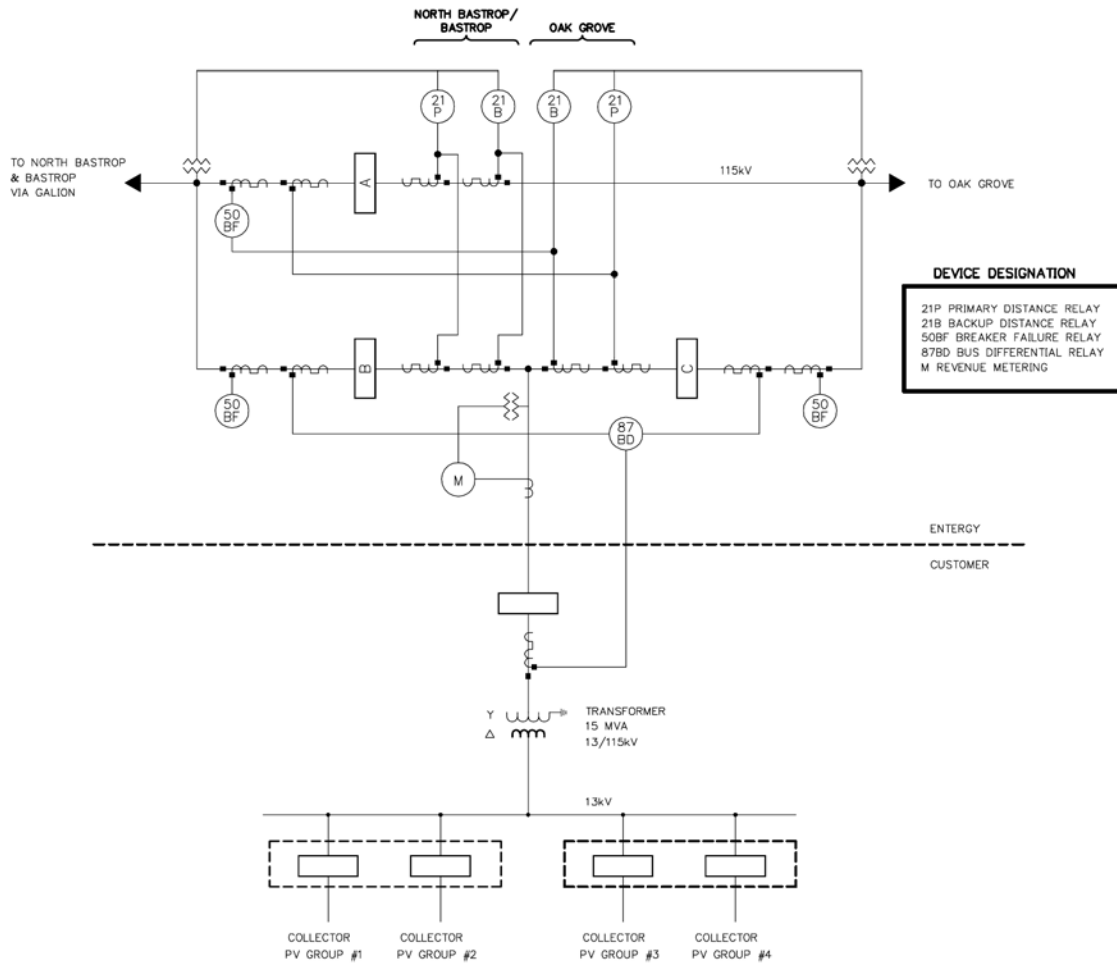 NORTH BASTROP/
BASTROP
OAK GROVE
21
P
21
B
21
B
21
P
TO NORTH BASTROP
& BASTROP
VIA GALION
A
115kV
TO OAK GROVE
50
BF
DEVICE DESIGNATION
21P PRIMARY DISTANCE RELAY
21B BACKUP DISTANCE RELAY
50BF BREAKER FAILURE RELAY
87BD BUS DIFFERENTIAL RELAY
M REVENUE METERING
B
C
50
BF
87
BD
50
BF
M
ENTERGY
CUSTOMER
Y
Δ
TRANSFORMER
15 MVA
13/115kV
13kV
COLLECTOR
PV GROUP #1
COLLECTOR
PV GROUP #2
COLLECTOR
PV GROUP #3
COLLECTOR
PV GROUP #4